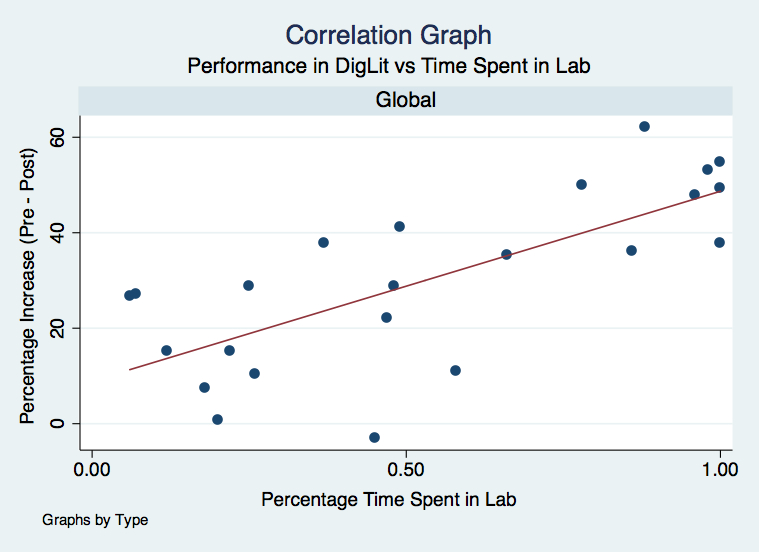 Correlation Graph
Performance in DigLit vs Time Spent in Lab
Global
Percentage Increase (Pre - Post)
60
40
20
0
0.00 0.50 1.00
Percentage Time Spent in Lab
Graphs by Type